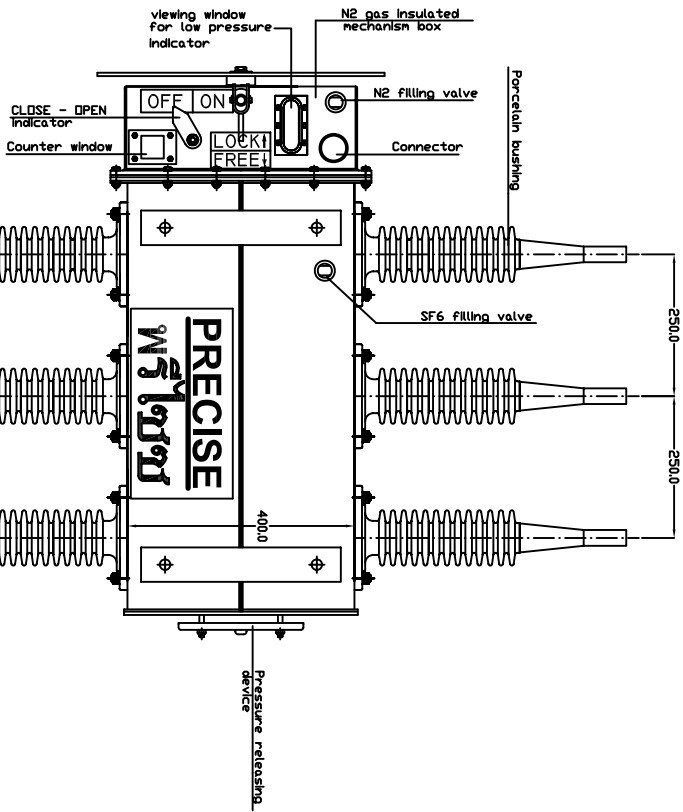 viewing window
for low pressure
indicator
N2 gas insulated
mechanism box
N2 filling valve
Porcelain bushing
OFF
ON
CLOSE - OPEN
indicator
Counter window
LOCK
FREE
Connector
SF6 filling valve
250.0
250.0
PRECISE
พรีไซซ
400.0
Pressure releasing
device